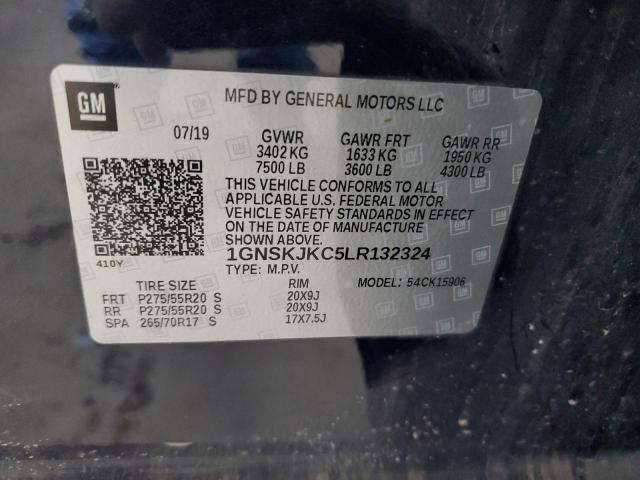 GM
MFD BY GENERAL MOTORS LLC
07/19 GVWR GAWR FRT GAWR RR
3402 KG 1633 KG 1950 KG
7500 LB 3600 LB 4300 LB
THIS VEHICLE CONFORMS TO ALL
APPLICABLE U.S. FEDERAL MOTOR
VEHICLE SAFETY STANDARDS IN EFFECT
ON THE DATE OF MANUFACTURE
SHOWN ABOVE.
410Y
1GNSKJKC5LR132324
TYPE: M.P.V. MODEL: 54CK15906
TIRE SIZE RIM
FRT P275/55R20 S 20X9J
RR P275/55R20 S 20X9J
SPA 265/70R17 S 17X7.5J